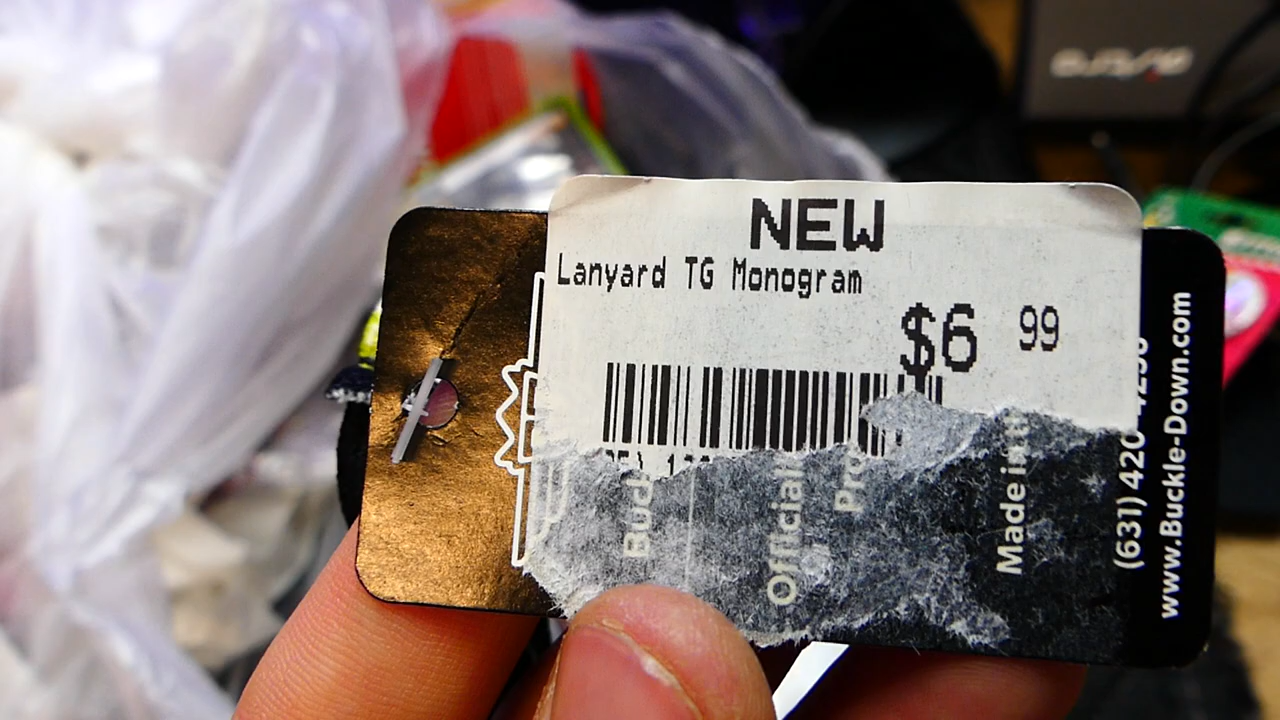 NEW
Lanyard TG Monogram
$6 99
Official
Made in
(631) 420
www.Buckle-Down.com